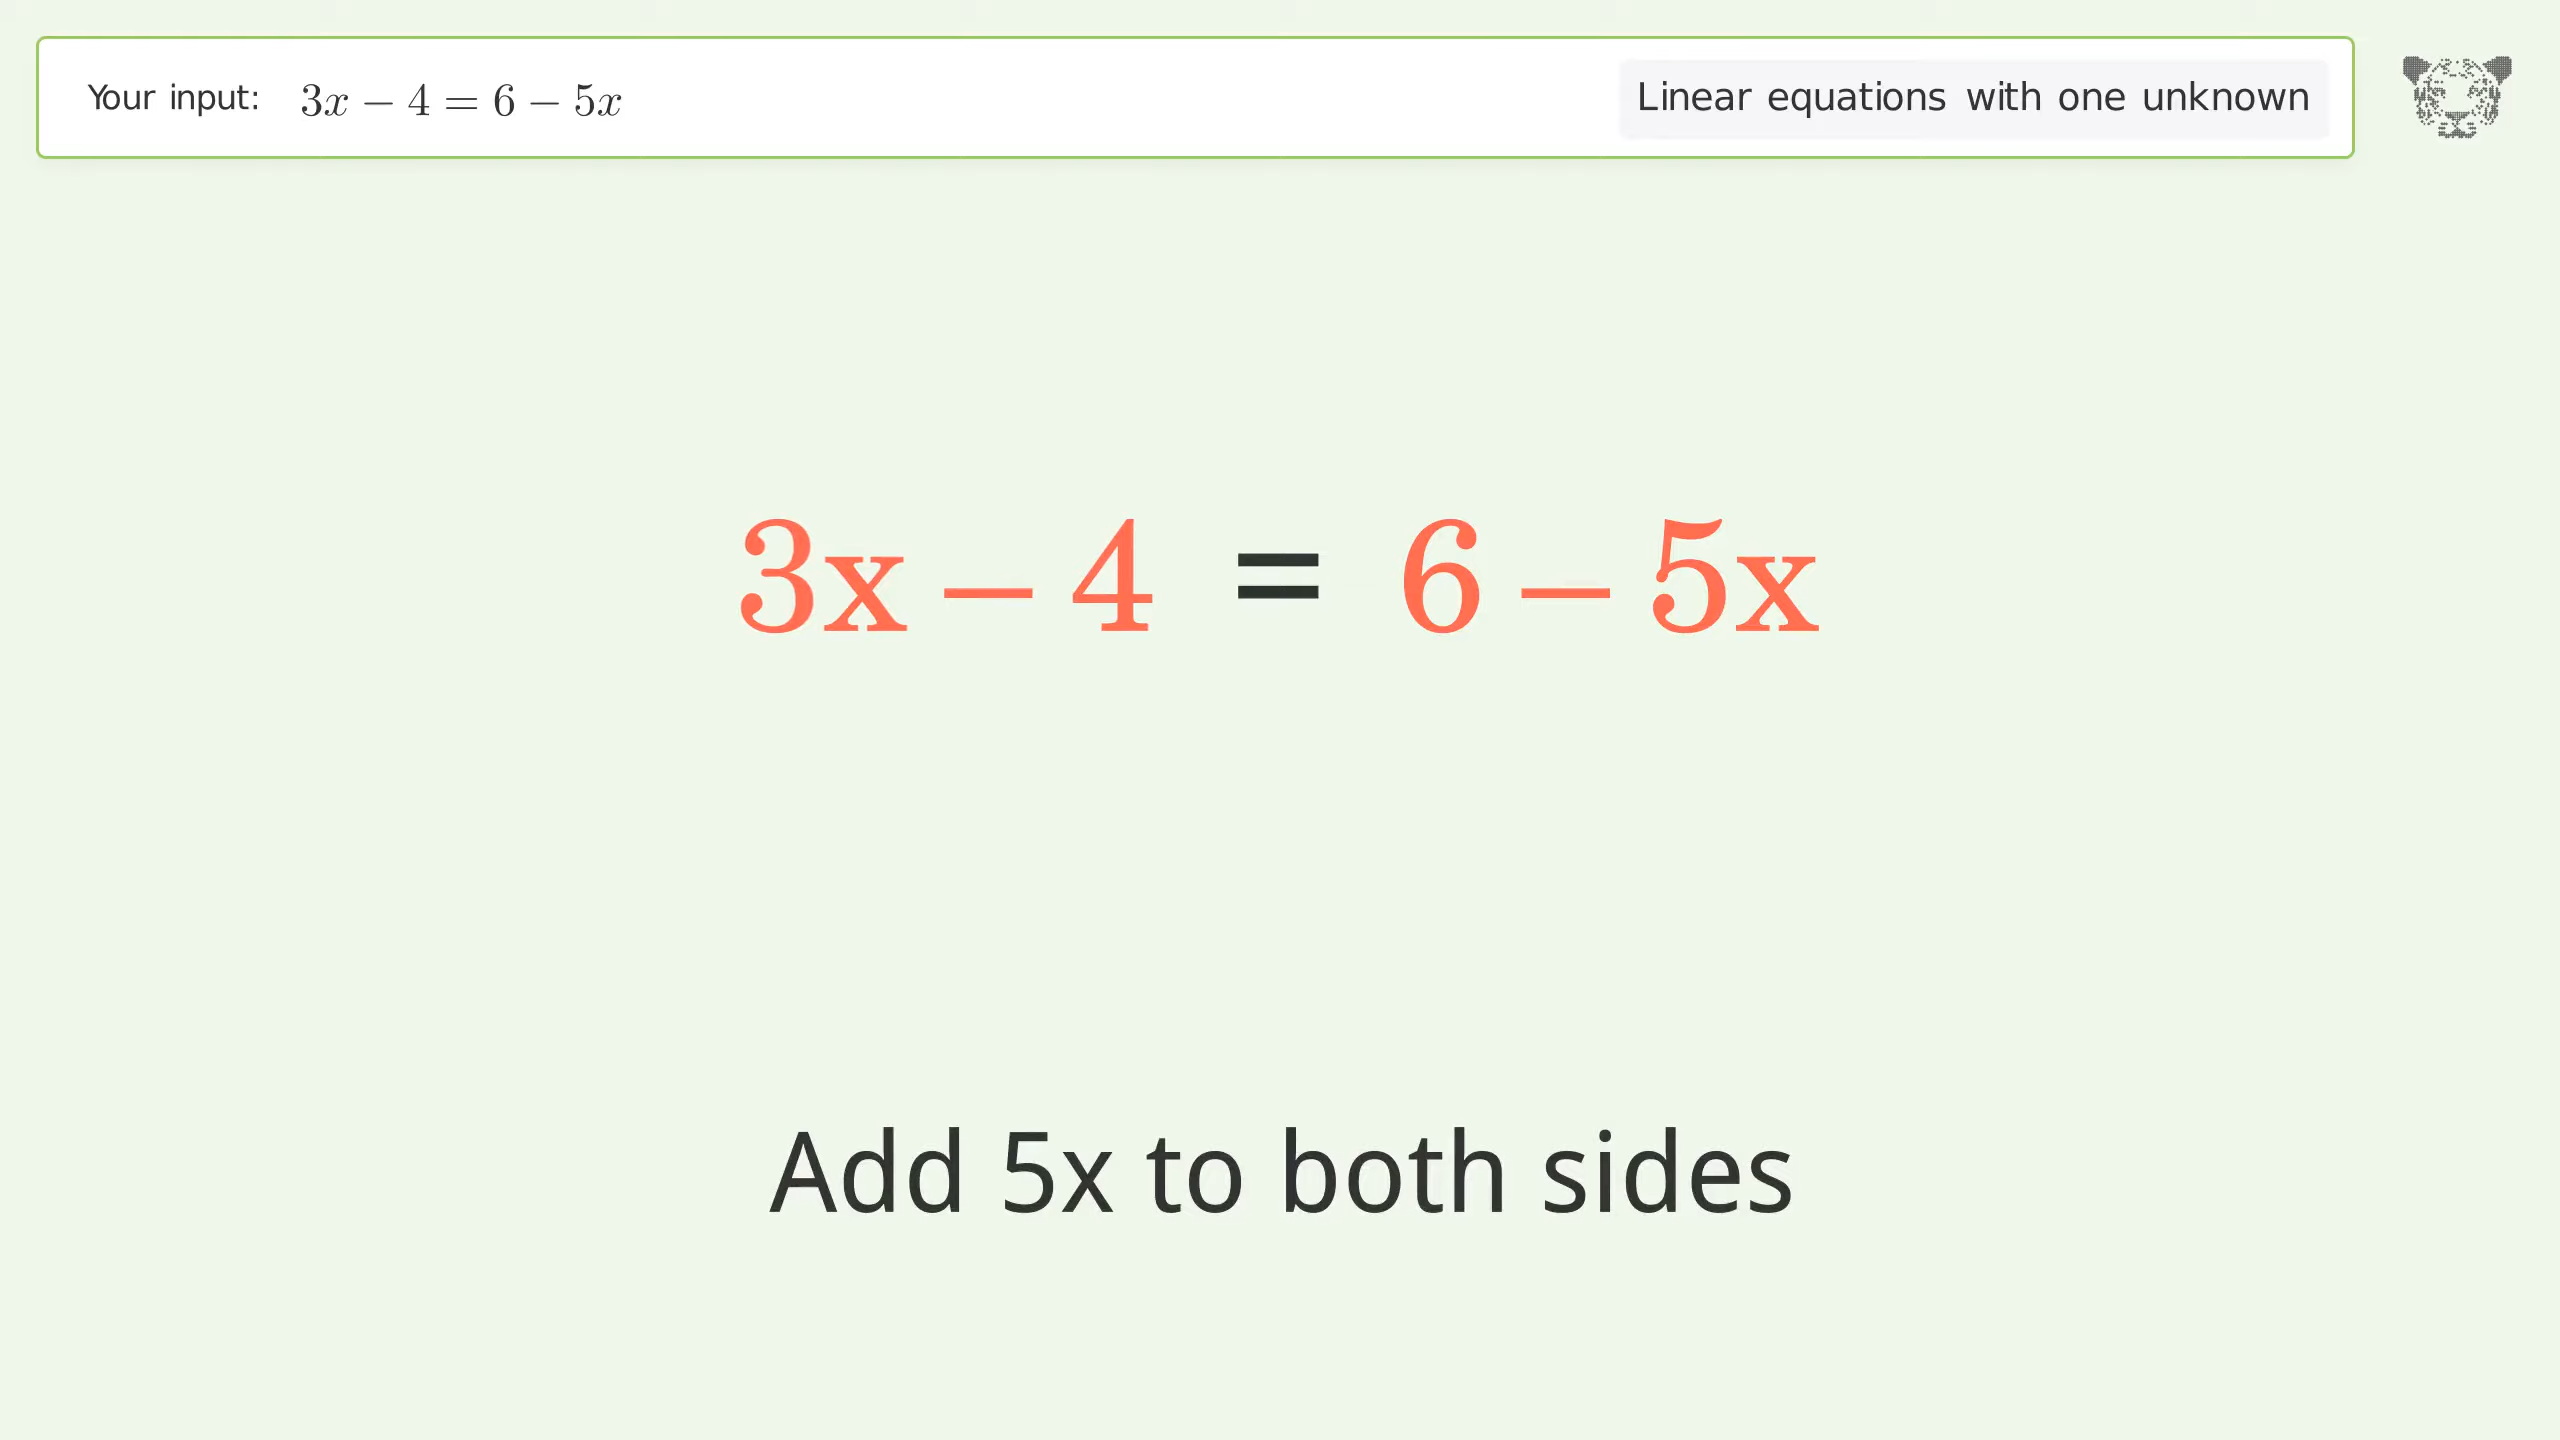 Your input: 3x − 4 = 6 − 5x
Linear equations with one unknown
3x − 4 = 6 − 5x
Add 5x to both sides